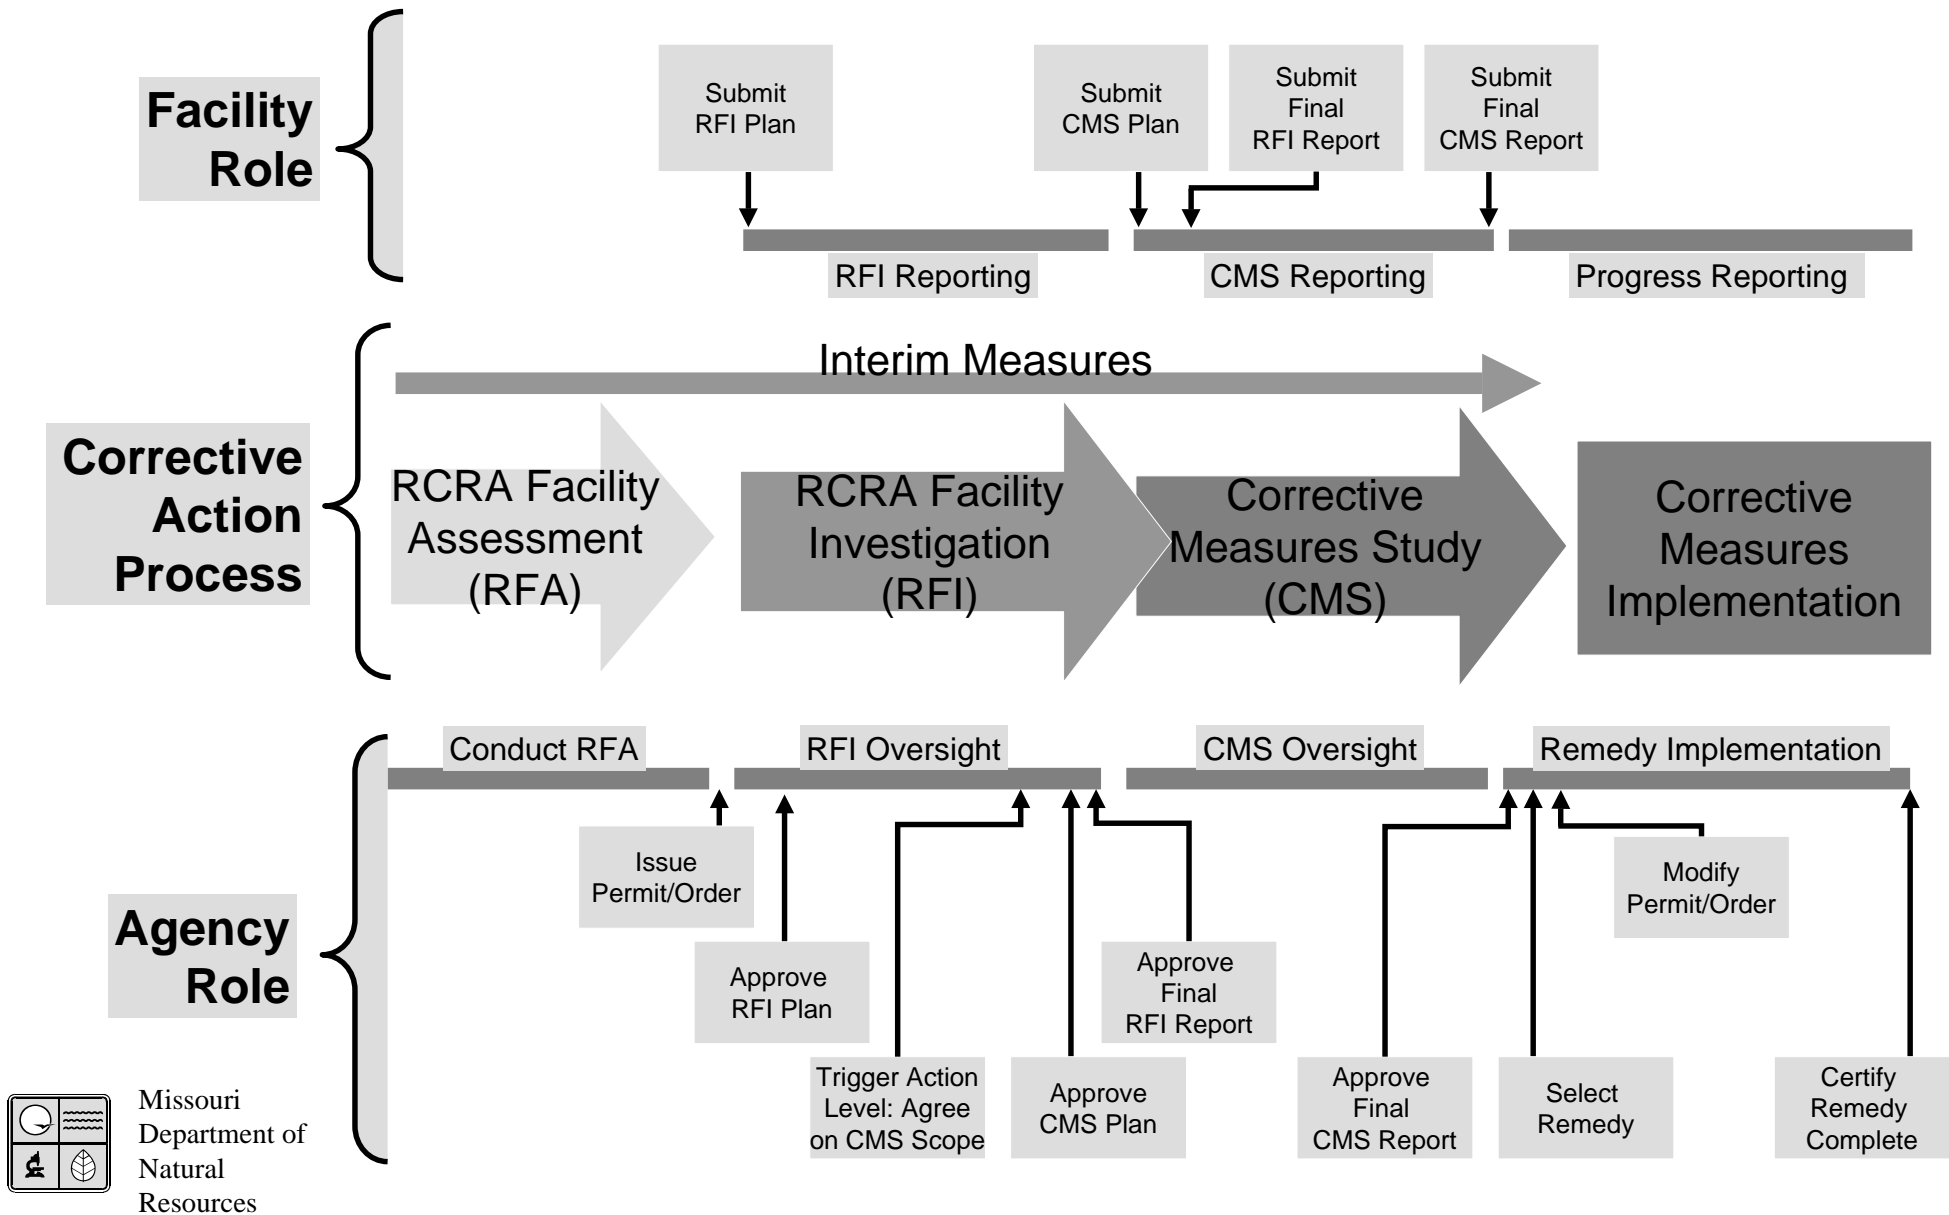 Facility
Role
Submit
RFI Plan
Submit
CMS Plan
Submit
Final
RFI Report
Submit
Final
CMS Report
RFI Reporting
CMS Reporting
Progress Reporting
Corrective
Action
Process
Interim Measures
RCRA Facility
Assessment
(RFA)
RCRA Facility
Investigation
(RFI)
Corrective
Measures Study
(CMS)
Corrective
Measures
Implementation
Agency
Role
Conduct RFA
RFI Oversight
CMS Oversight
Remedy Implementation
Issue
Permit/Order
Modify
Permit/Order
Approve
RFI Plan
Approve
Final
RFI Report
Trigger Action
Level: Agree
on CMS Scope
Approve
CMS Plan
Approve
Final
CMS Report
Select
Remedy
Certify
Remedy
Complete
Missouri
Department of
Natural
Resources